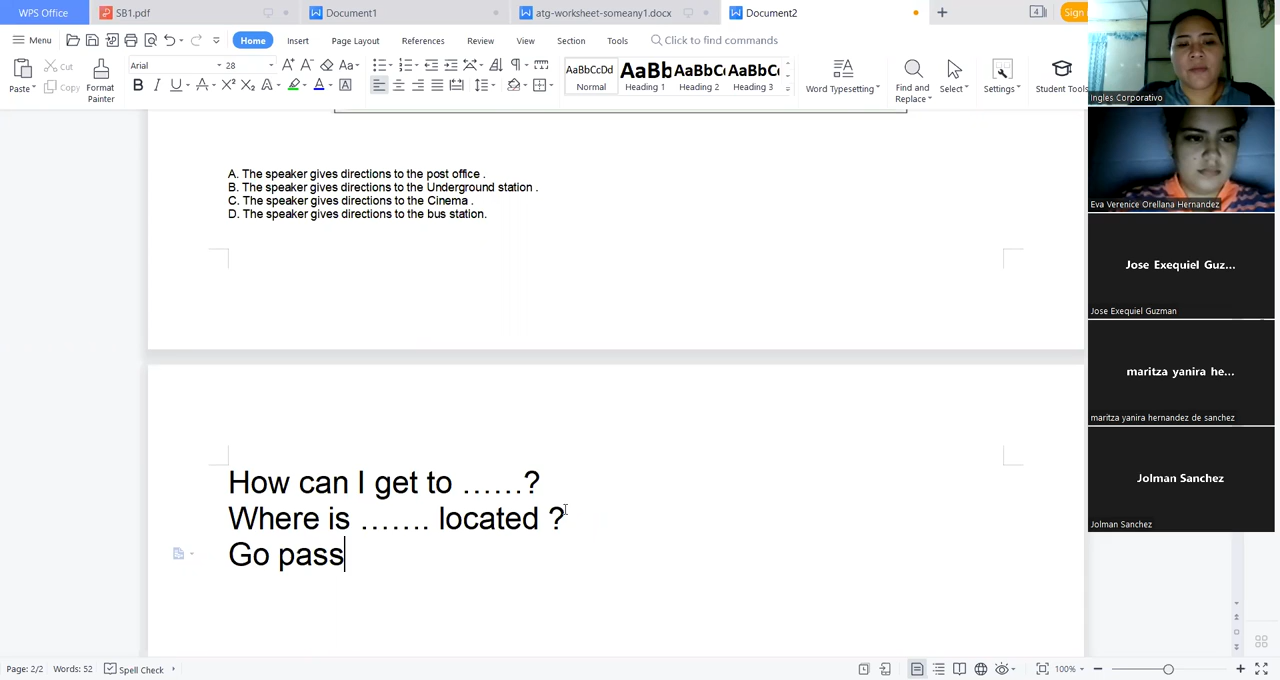 WPS Office
SB1.pdf
Document1
atg-worksheet-someany1.docx
Document2
4
Sign
Menu
Home
Insert
Page Layout
References
Review
View
Section
Tools
Click to find commands
Paste
Cut
Copy
Format
Painter
Arial
28
AaBbCcDd
Normal
AaBb
Heading 1
AaBbCc
Heading 2
AaBbCc
Heading 3
Word Typesetting
Find and
Replace
Select
Settings
Student Tools
Ingles Corporativo
Eva Verenice Orellana Hernandez
Jose Exequiel Guz...
Jose Exequiel Guzman
maritza yanira he...
maritza yanira hernandez de sanchez
Jolman Sanchez
Jolman Sanchez
A. The speaker gives directions to the post office .
B. The speaker gives directions to the Underground station .
C. The speaker gives directions to the Cinema .
D. The speaker gives directions to the bus station.
How can I get to ……?
Where is ……. located ?
Go pass
Page: 2/2
Words: 52
Spell Check
100%